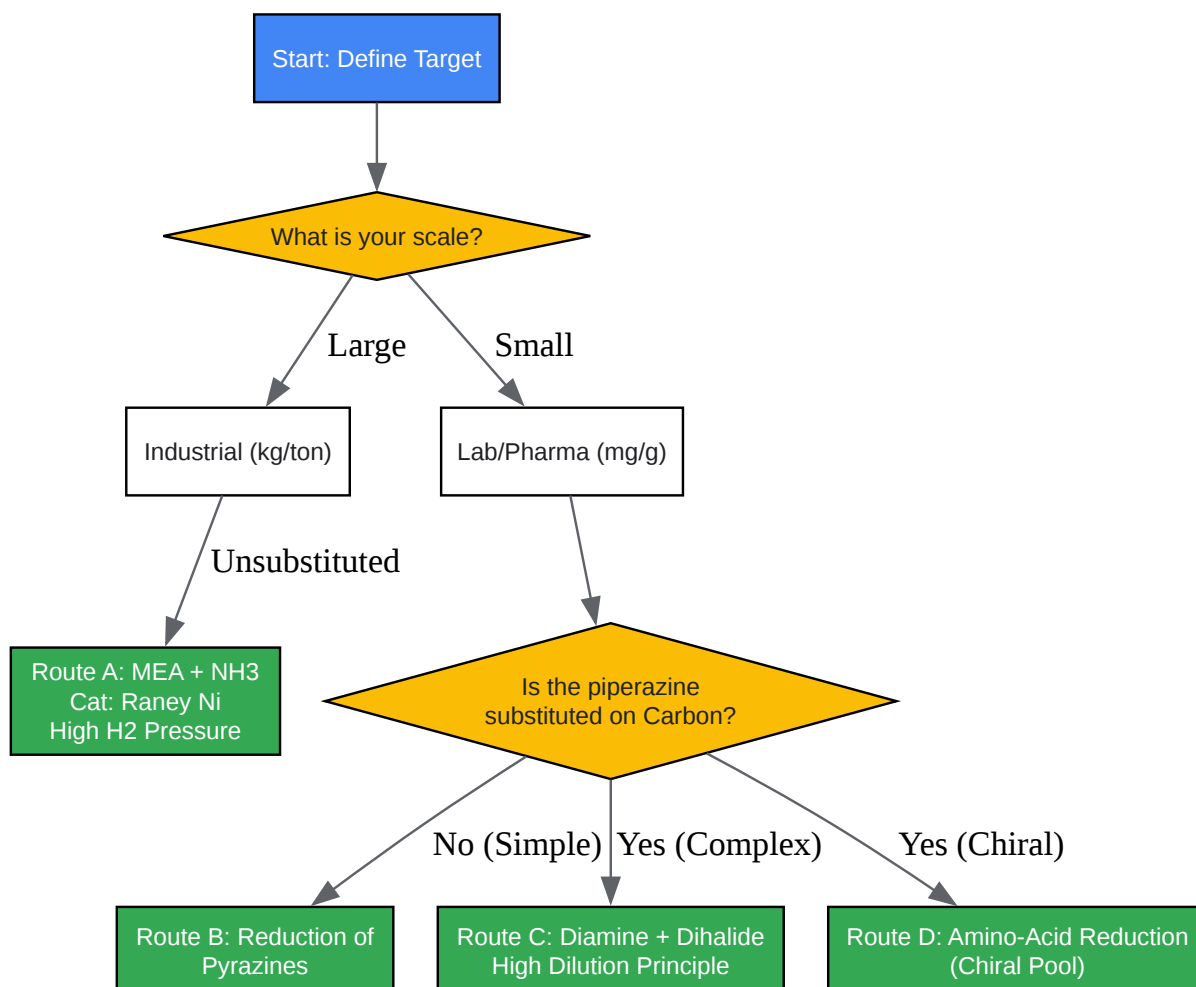 Start: Define Target
What is your scale?
Large
Small
Industrial (kg/ton)
Lab/Pharma (mg/g)
Unsubstituted
Route A: MEA + NH3
Cat: Raney Ni
High H2 Pressure
Is the piperazine
substituted on Carbon?
No (Simple)
Yes (Complex)
Yes (Chiral)
Route B: Reduction of
Pyrazines
Route C: Diamine + Dihalide
High Dilution Principle
Route D: Amino-Acid Reduction
(Chiral Pool)